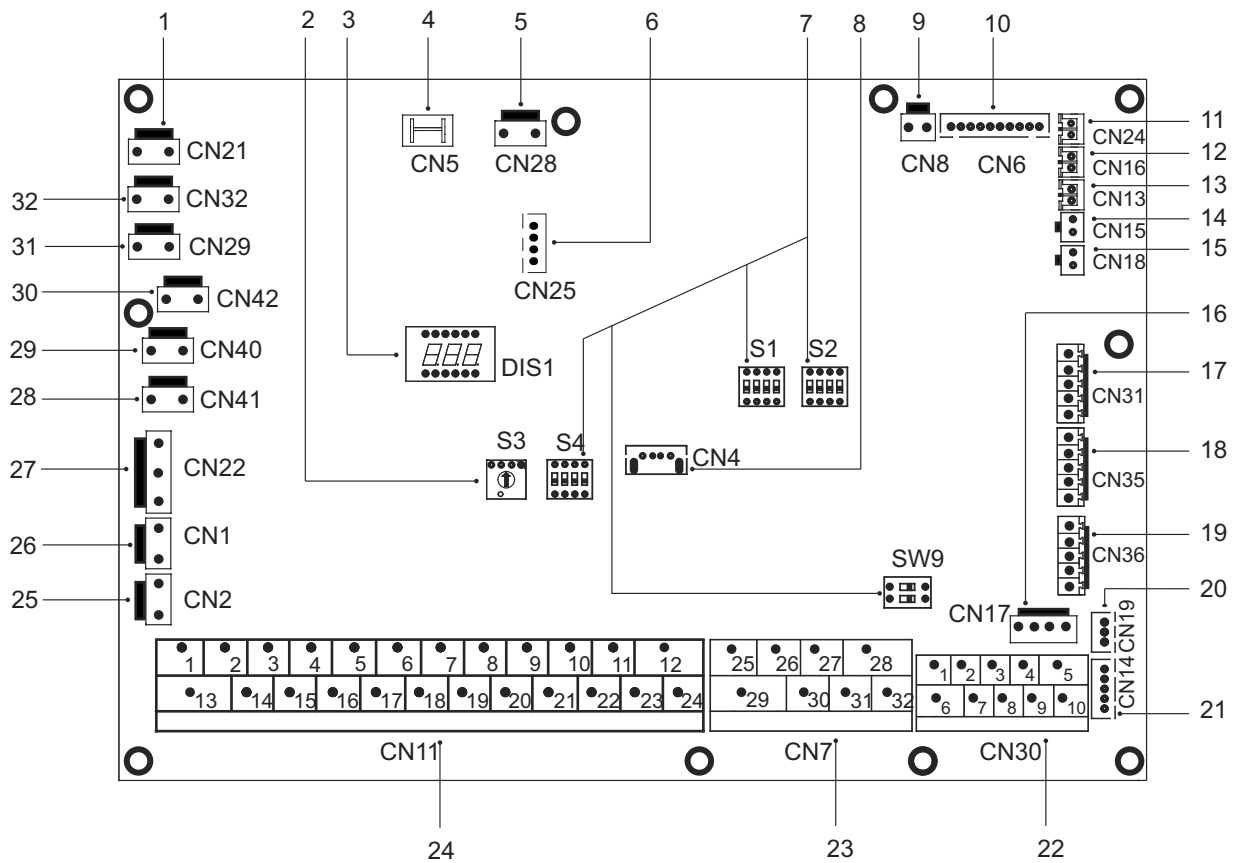 1 2 3 4 5 6 7 8 9 10
11
CN21 CN5 CN28 CN8 CN6 CN24
12
CN16
32 CN32 13
CN13
31 CN29 14
CN15
15
CN25 CN18
30 CN42
16
29 CN40 DIS1 S1 S2
17
28 CN41 CN31
S3 S4
27 CN22 CN4 18
CN35
2
26 CN1 19
CN36
SW9
25 CN2 20
CN17 CN19
1 2 3 4 5 6 7 8 9 10 11 12 25 26 27 28 1 2 3 4 5
13 14 15 16 17 18 19 20 21 22 23 24 29 30 31 32 6 7 8 9 10
CN14
21
CN11 CN7 CN30
24 23 22